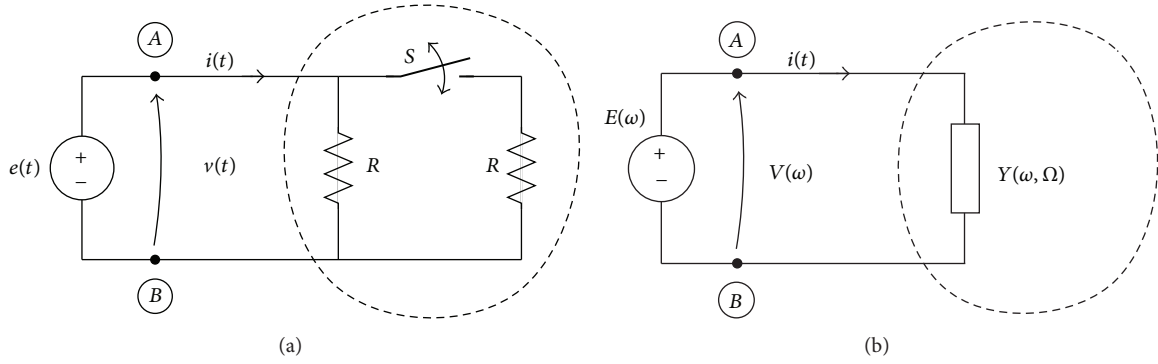 A
i(t)
S
e(t)
+
−
v(t)
R
R
B
(a)
A
i(t)
E(ω)
+
−
V(ω)
Y(ω, Ω)
B
(b)